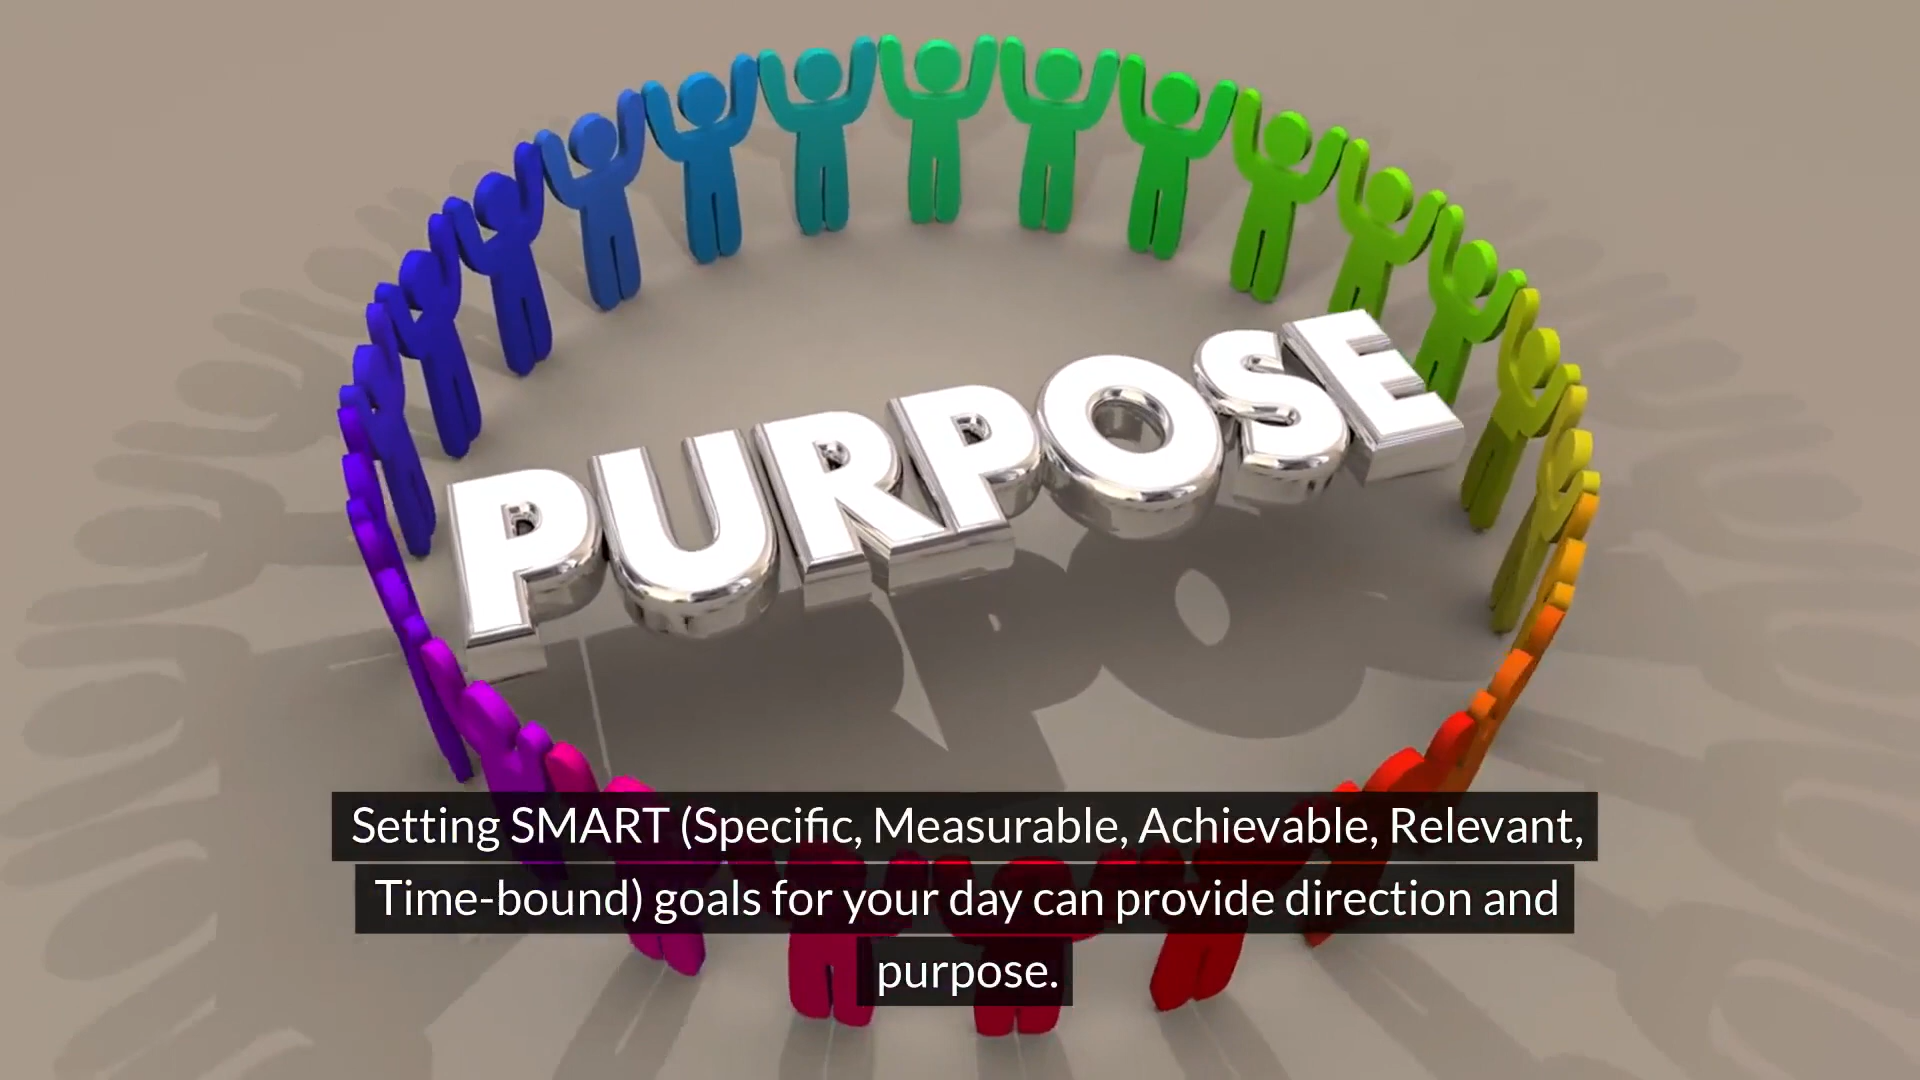 PURPOSE
Setting SMART (Specific, Measurable, Achievable, Relevant,
Time-bound) goals for your day can provide direction and
purpose.